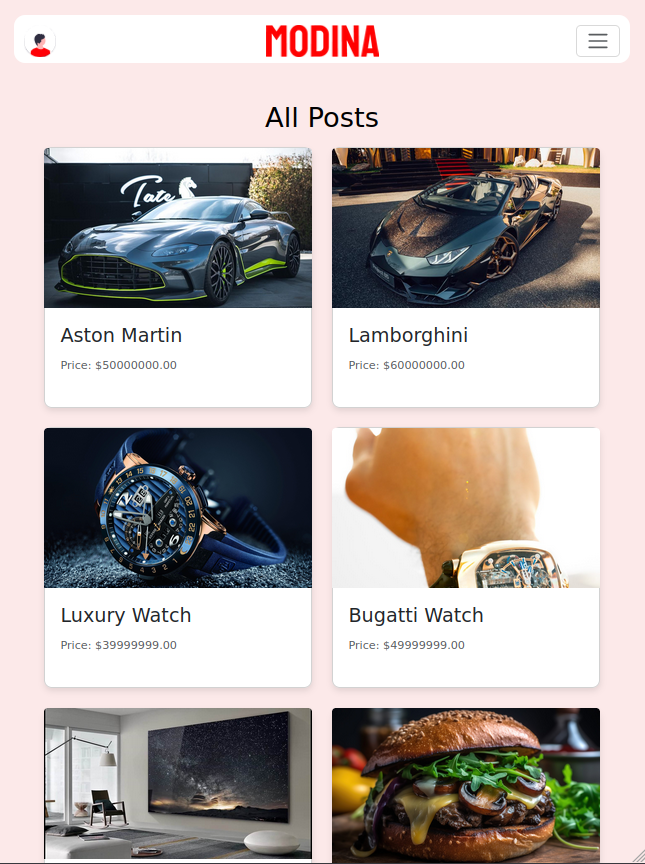 MODINA
All Posts
Tate
Aston Martin
Price: $50000000.00
Lamborghini
Price: $60000000.00
Luxury Watch
Price: $39999999.00
Bugatti Watch
Price: $49999999.00